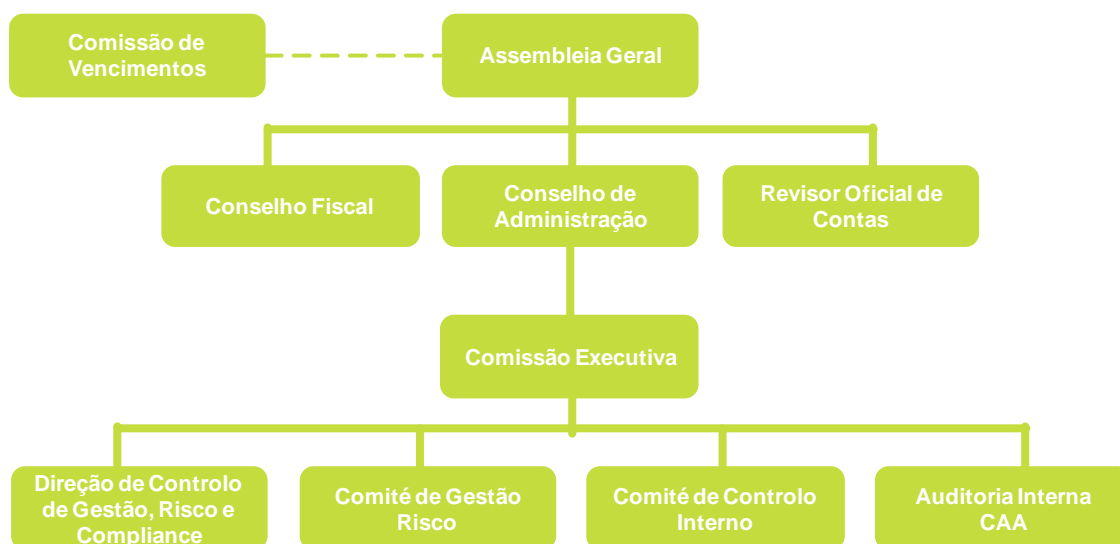 Comissão de
Vencimentos
Assembleia Geral
Conselho Fiscal
Conselho de
Administração
Revisor Oficial de
Contas
Comissão Executiva
Direção de Controlo
de Gestão, Risco e
Compliance
Comité de Gestão
Risco
Comité de Controlo
Interno
Auditoria Interna
CAA